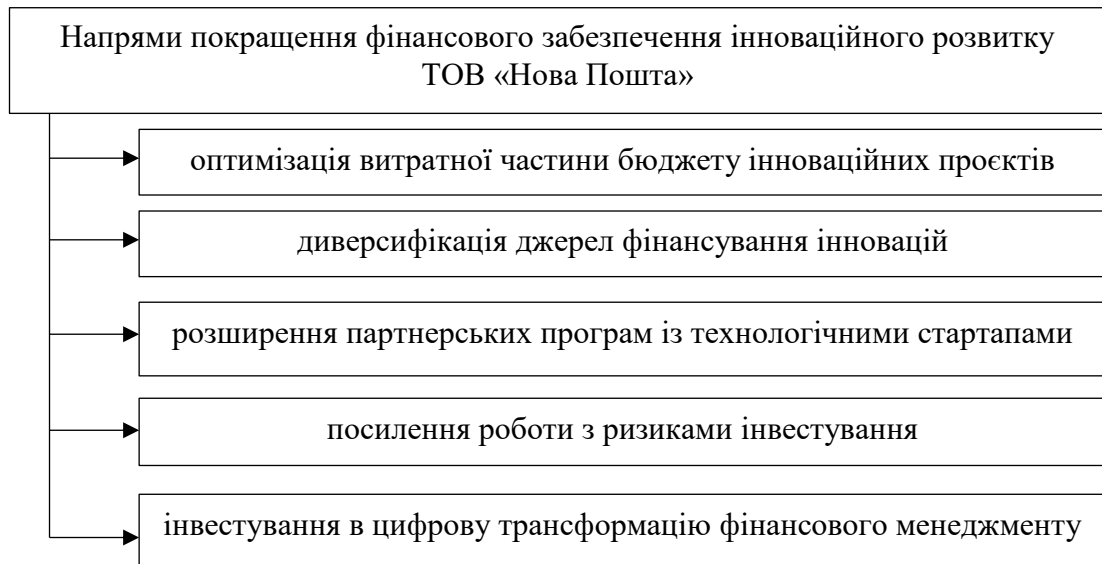 Напрями покращення фінансового забезпечення інноваційного розвитку
ТОВ «Нова Пошта»
оптимізація витратної частини бюджету інноваційних проєктів
диверсифікація джерел фінансування інновацій
розширення партнерських програм із технологічними стартапами
посилення роботи з ризиками інвестування
інвестування в цифрову трансформацію фінансового менеджменту